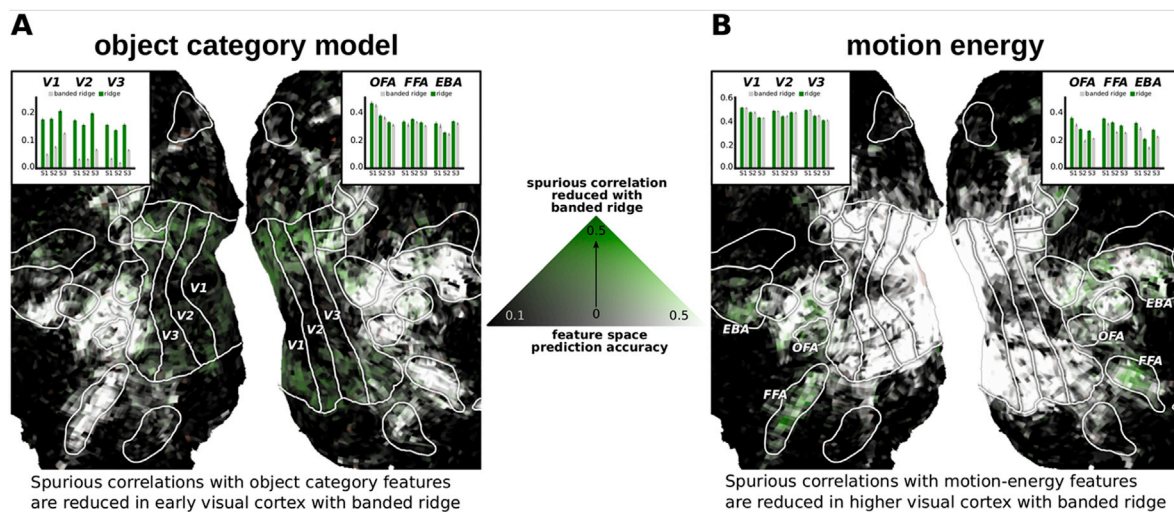 A
object category model
V1 V2 V3
banded ridge ridge
0.2
0.1
0.0
S1 S2 S3 S1 S2 S3 S1 S2 S3
OFA FFA EBA
banded ridge ridge
0.6
0.4
0.2
0.0
S1 S2 S3 S1 S2 S3 S1 S2 S3
V1
V2
V3
V3
V2
V1
Spurious correlations with object category features
are reduced in early visual cortex with banded ridge
spurious correlation
reduced with
banded ridge
0.5
0.1 0 0.5
feature space
prediction accuracy
B
motion energy
V1 V2 V3
banded ridge ridge
0.6
0.4
0.2
0.0
S1 S2 S3 S1 S2 S3 S1 S2 S3
OFA FFA EBA
banded ridge ridge
0.4
0.2
0.0
S1 S2 S3 S1 S2 S3 S1 S2 S3
EBA
OFA
FFA
EBA
OFA
FFA
Spurious correlations with motion-energy features
are reduced in higher visual cortex with banded ridge